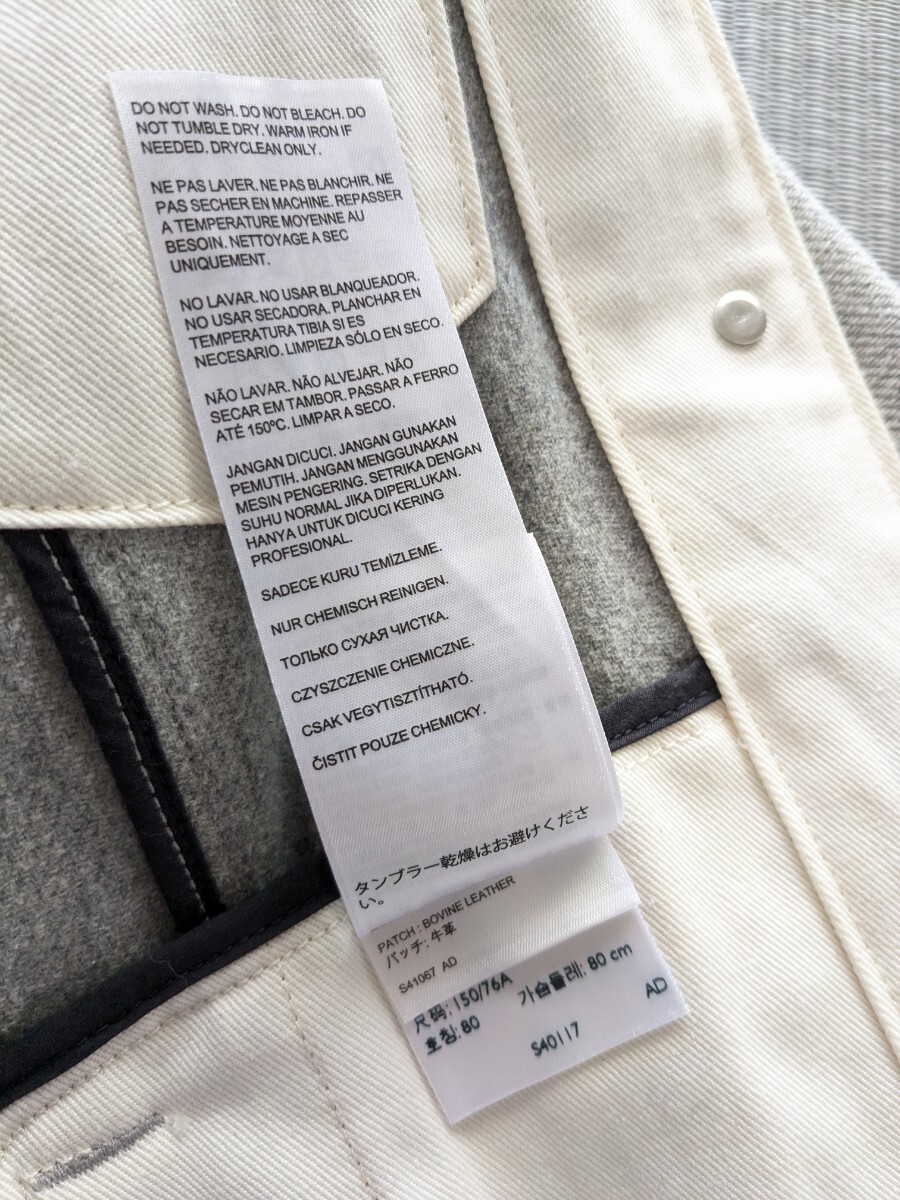 DO NOT WASH. DO NOT BLEACH. DO
NOT TUMBLE DRY. WARM IRON IF
NEEDED. DRYCLEAN ONLY.
NE PAS LAVER. NE PAS BLANCHIR. NE
PAS SECHER EN MACHINE. REPASSER
A TEMPERATURE MOYENNE AU
BESOIN. NETTOYAGE A SEC
UNIQUEMENT.
NO LAVAR. NO USAR BLANQUEADOR.
NO USAR SECADORA. PLANCHAR EN
TEMPERATURA TIBIA SI ES
NECESARIO. LIMPIEZA SÓLO EN SECO.
NÃO LAVAR. NÃO ALVEJAR. NÃO
SECAR EM TAMBOR. PASSAR A FERRO
ATÉ 150ºC. LIMPAR A SECO.
JANGAN DICUCI. JANGAN GUNAKAN
PEMUTIH. JANGAN MENGGUNAKAN
MESIN PENGERING. SETRIKA DENGAN
SUHU NORMAL JIKA DIPERLUKAN.
HANYA UNTUK DICUCI KERING
PROFESIONAL.
SADECE KURU TEMİZLEME.
NUR CHEMISCH REINIGEN.
ТОЛЬКО СУХАЯ ЧИСТКА.
CZYSZCZENIE CHEMICZNE.
CSAK VEGYTISZTÍTHATÓ.
ČISTIT POUZE CHEMICKY.
タンブラー乾燥はお避けくださ
い。
PATCH : BOVINE LEATHER
パッチ: 牛革
S41067 AD
尺码: 150/76A 가슴둘레: 80 cm
호칭: 80
S40117 AD